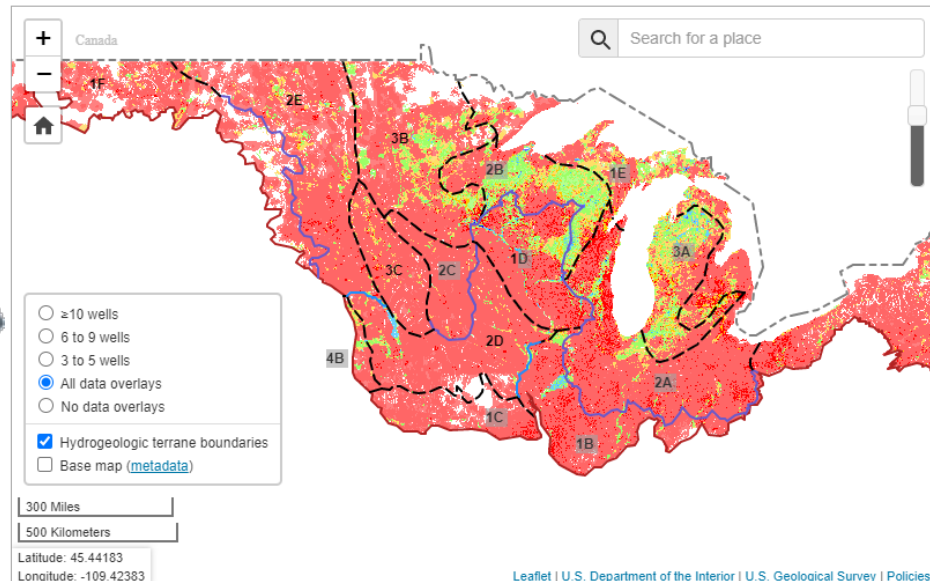 +
−
Canada
Search for a place
1F
2E
3B
2B
1E
3A
1D
3C
2C
4B
2D
2A
1C
1B
≥10 wells
6 to 9 wells
3 to 5 wells
All data overlays
No data overlays
Hydrogeologic terrane boundaries
Base map (metadata)
300 Miles
500 Kilometers
Latitude: 45.44183
Longitude: -109.42383
Leaflet | U.S. Department of the Interior | U.S. Geological Survey | Policies